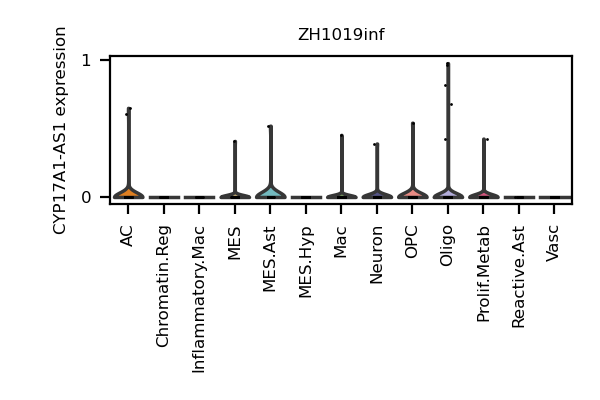 ZH1019inf
CYP17A1-AS1 expression
1
0
AC
Chromatin.Reg
Inflammatory.Mac
MES
MES.Ast
MES.Hyp
Mac
Neuron
OPC
Oligo
Prolif.Metab
Reactive.Ast
Vasc